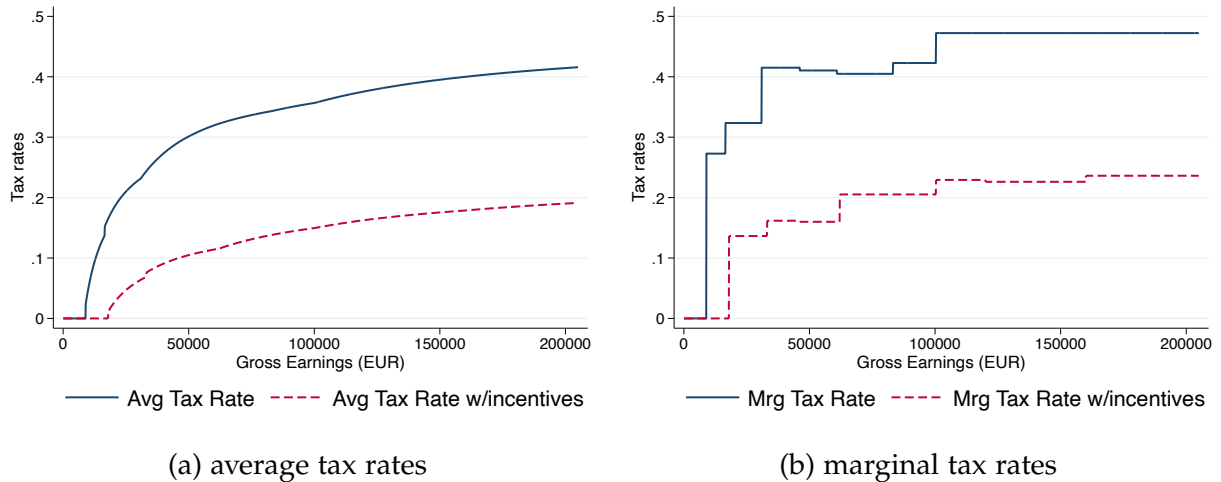 .5
.4
.3
.2
.1
0
Tax rates
0 50000 100000 150000 200000
Gross Earnings (EUR)
Avg Tax Rate Avg Tax Rate w/incentives
(a) average tax rates
.5
.4
.3
.2
.1
0
Tax rates
0 50000 100000 150000 200000
Gross Earnings (EUR)
Mrg Tax Rate Mrg Tax Rate w/incentives
(b) marginal tax rates